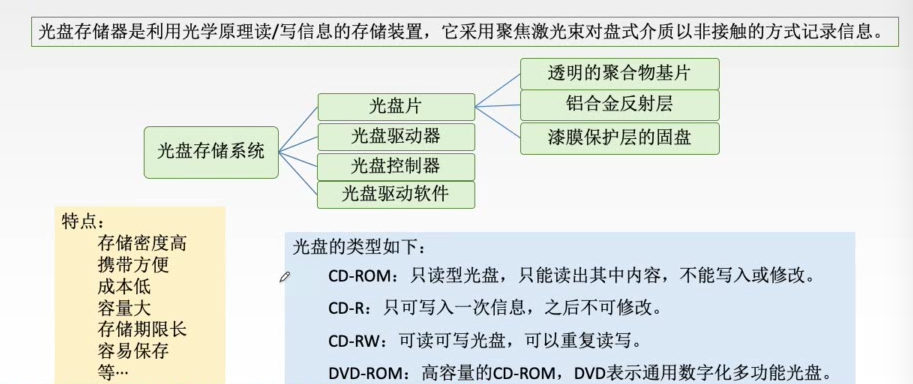 光盘存储器是利用光学原理读/写信息的存储装置，它采用聚焦激光束对盘式介质以非接触的方式记录信息。
光盘存储系统
光盘片
光盘驱动器
光盘控制器
光盘驱动软件
透明的聚合物基片
铝合金反射层
漆膜保护层的固盘
特点：
存储密度高
携带方便
成本低
容量大
存储期限长
容易保存
等…
光盘的类型如下：
CD-ROM：只读型光盘，只能读出其中内容，不能写入或修改。
CD-R：只可写入一次信息，之后不可修改。
CD-RW：可读可写光盘，可以重复读写。
DVD-ROM：高容量的CD-ROM，DVD表示通用数字化多功能光盘。